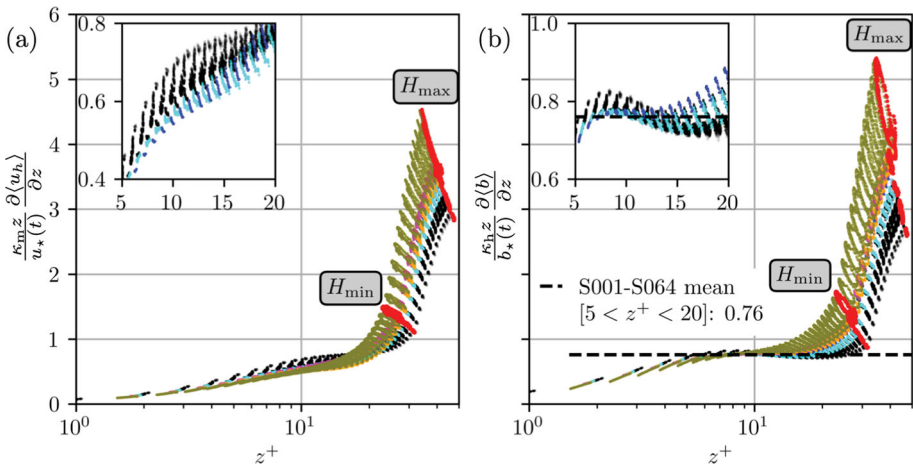 (a)
6
5
4
3
2
1
0
κ_m z / u_⋆(t) ∂⟨u_h⟩ / ∂z
0.8
0.6
0.4
5 10 15 20
H_max
H_min
10^0 10^1
z^+
(b)
κ_h z / b_⋆(t) ∂⟨b⟩ / ∂z
1.0
0.8
0.6
5 10 15 20
H_max
H_min
S001-S064 mean
[5 < z^+ < 20]: 0.76
10^0 10^1
z^+